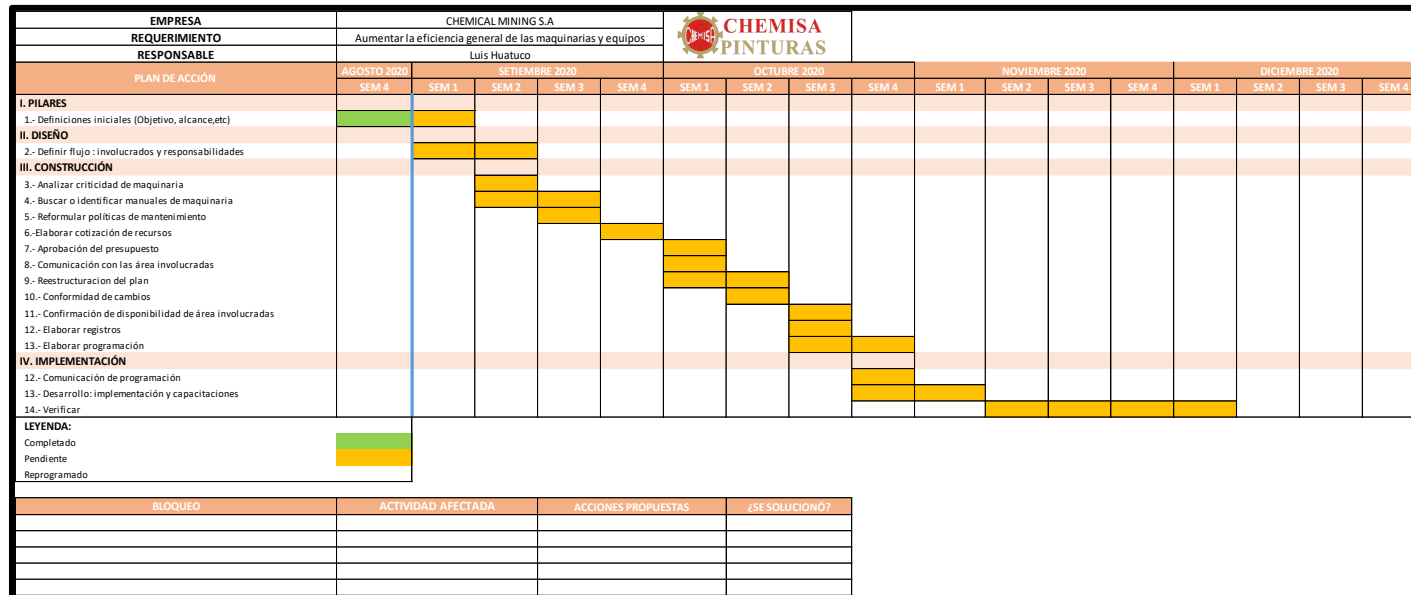 EMPRESA CHEMICAL MINING S.A
REQUERIMIENTO Aumentar la eficiencia general de las maquinarias y equipos
RESPONSABLE Luis Huatuco
CHEMISA
CHEMISA
PINTURAS
PLAN DE ACCIÓN
AGOSTO 2020 SETIEMBRE 2020 OCTUBRE 2020 NOVIEMBRE 2020 DICIEMBRE 2020
SEM 4 SEM 1 SEM 2 SEM 3 SEM 4 SEM 1 SEM 2 SEM 3 SEM 4 SEM 1 SEM 2 SEM 3 SEM 4 SEM 1 SEM 2 SEM 3 SEM 4
I. PILARES
1.- Definiciones iniciales (Objetivo, alcance,etc)
II. DISEÑO
2.- Definir flujo : involucrados y responsabilidades
III. CONSTRUCCIÓN
3.- Analizar criticidad de maquinaria
4.- Buscar o identificar manuales de maquinaria
5.- Reformular políticas de mantenimiento
6.-Elaborar cotización de recursos
7.- Aprobación del presupuesto
8.- Comunicación con las área involucradas
9.- Reestructuracion del plan
10.- Conformidad de cambios
11.- Confirmación de disponibilidad de área involucradas
12.- Elaborar registros
13.- Elaborar programación
IV. IMPLEMENTACIÓN
12.- Comunicación de programación
13.- Desarrollo: implementación y capacitaciones
14.- Verificar
LEYENDA:
Completado
Pendiente
Reprogramado
BLOQUEO ACTIVIDAD AFECTADA ACCIONES PROPUESTAS ¿SE SOLUCIONÓ?